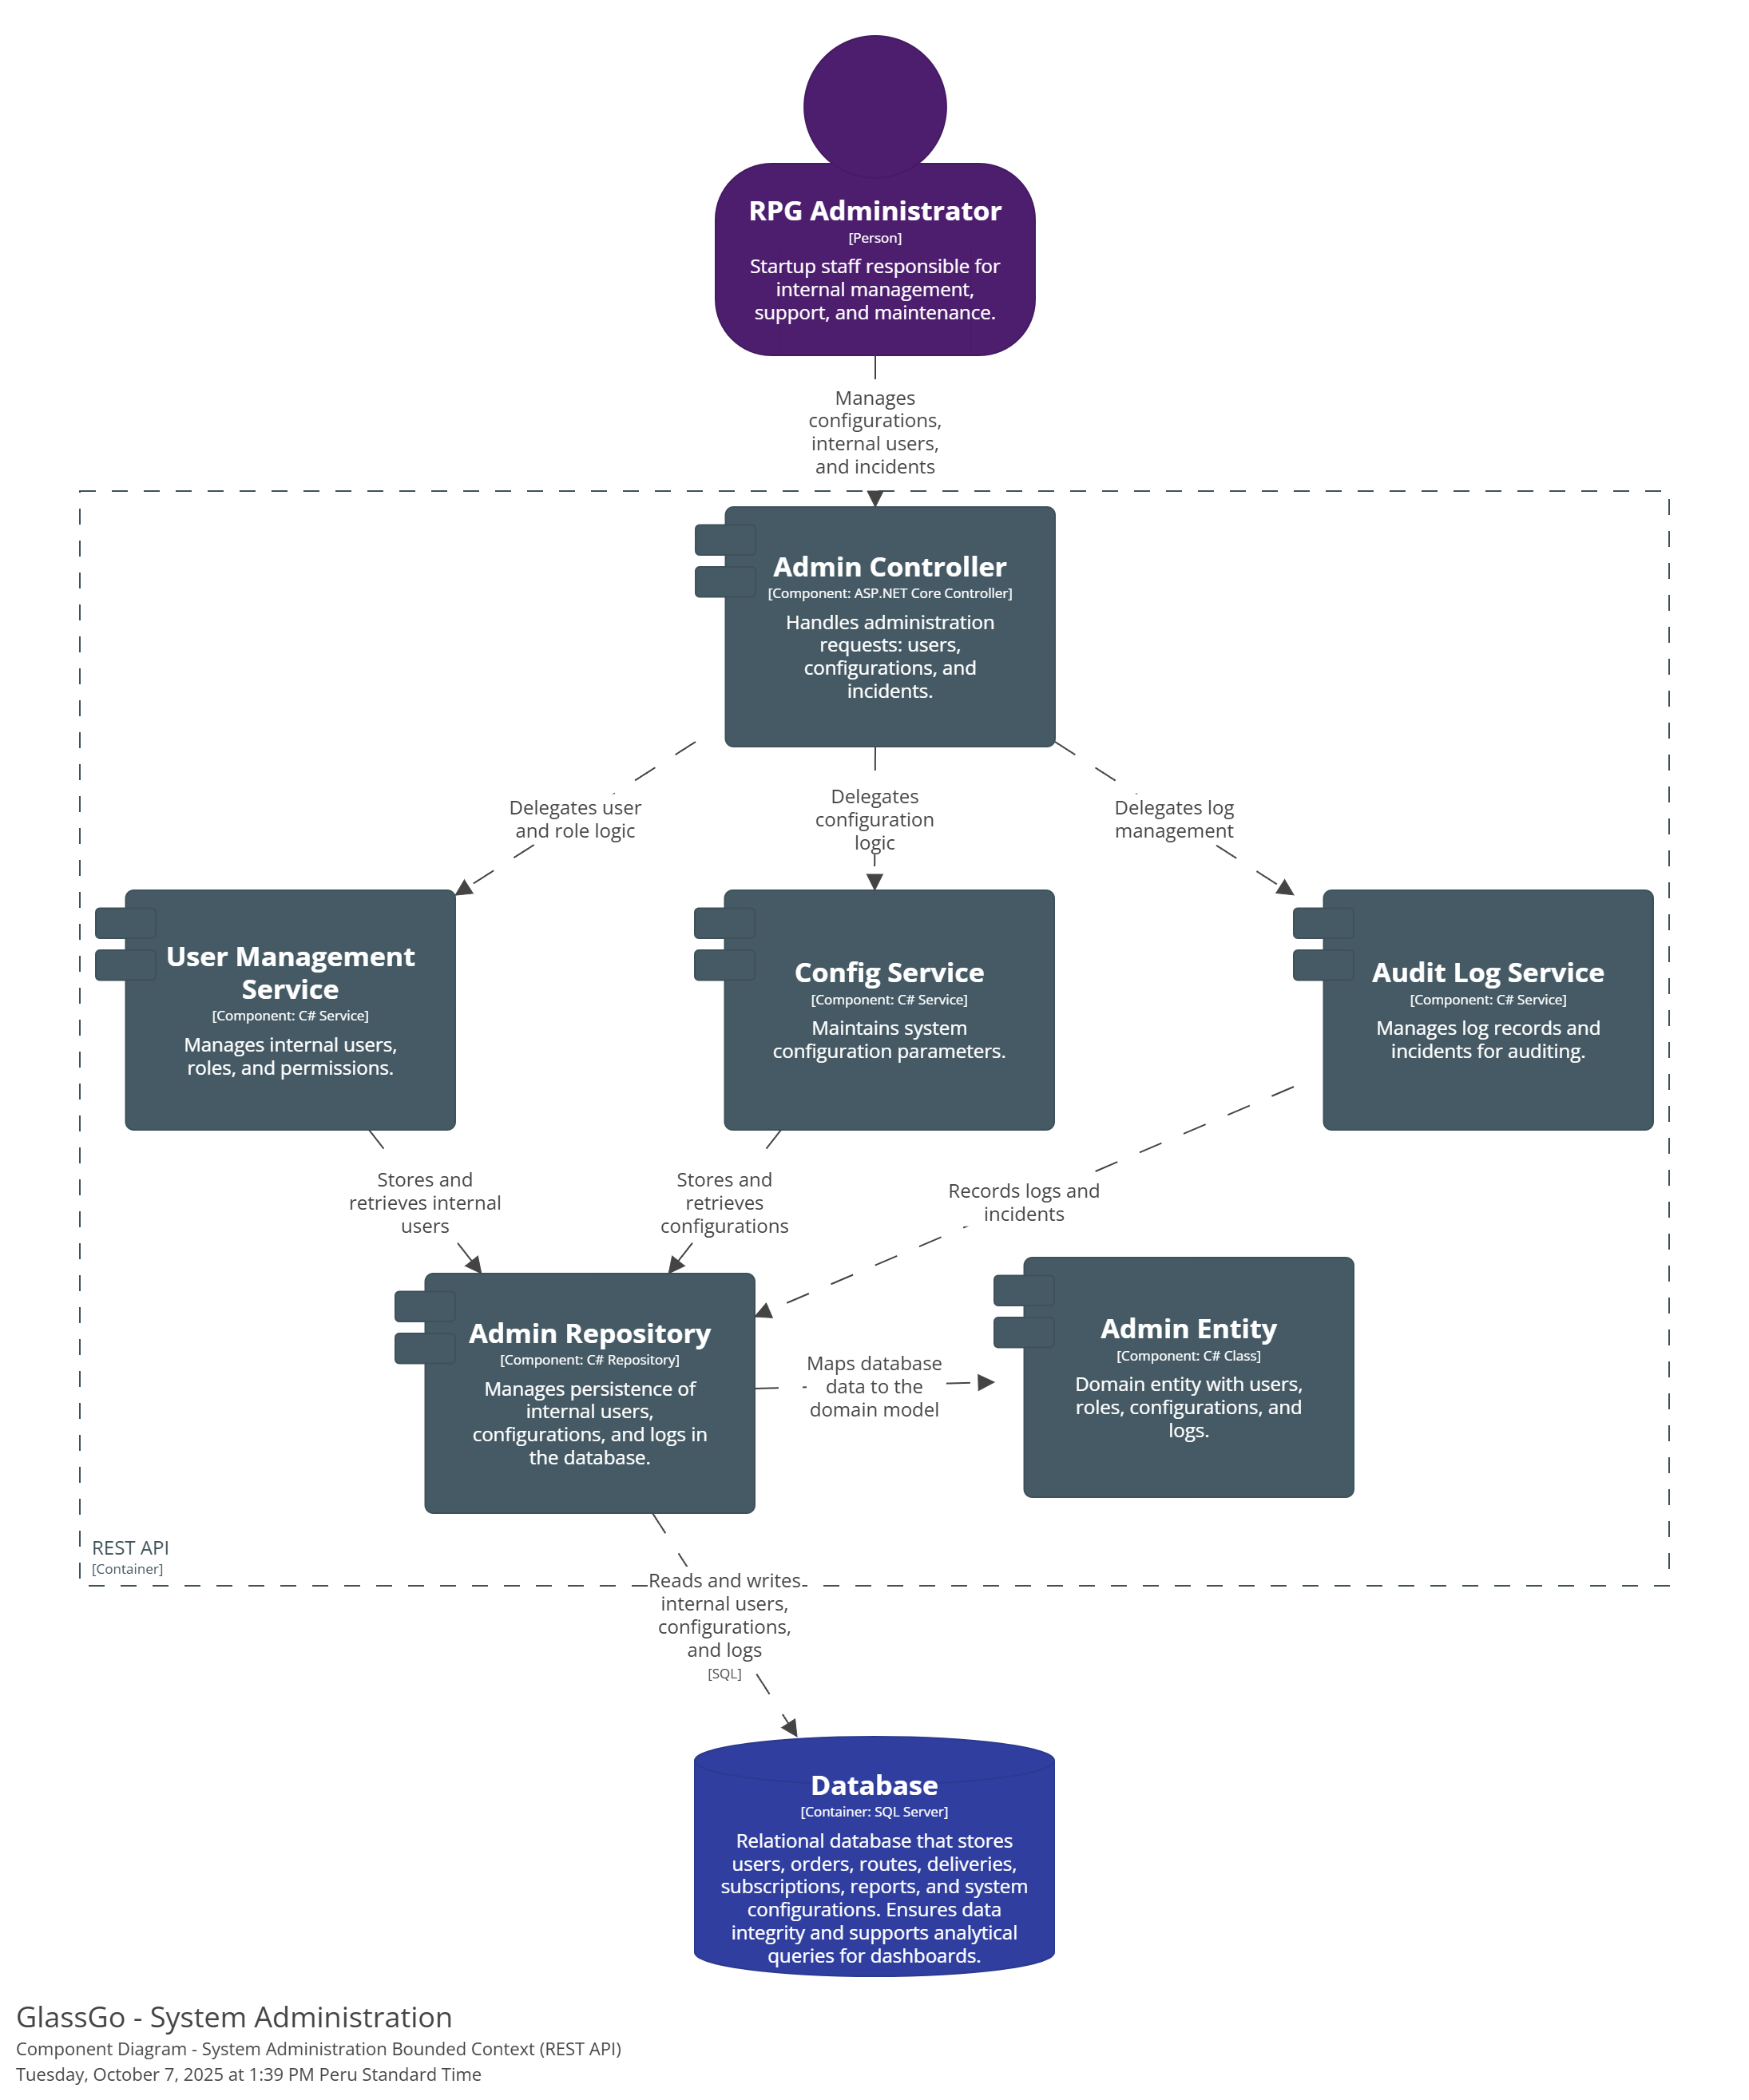 RPG Administrator
[Person]
Startup staff responsible for
internal management,
support, and maintenance.
Manages
configurations,
internal users,
and incidents
Admin Controller
[Component: ASP.NET Core Controller]
Handles administration
requests: users,
configurations, and
incidents.
Delegates user
and role logic
Delegates
configuration
logic
Delegates log
management
User Management
Service
[Component: C# Service]
Manages internal users,
roles, and permissions.
Config Service
[Component: C# Service]
Maintains system
configuration parameters.
Audit Log Service
[Component: C# Service]
Manages log records and
incidents for auditing.
Stores and
retrieves internal
users
Stores and
retrieves
configurations
Records logs and
incidents
Admin Repository
[Component: C# Repository]
Manages persistence of
internal users,
configurations, and logs in
the database.
Maps database
data to the
domain model
Admin Entity
[Component: C# Class]
Domain entity with users,
roles, configurations, and
logs.
REST API
[Container]
Reads and writes
internal users,
configurations,
and logs
[SQL]
Database
[Container: SQL Server]
Relational database that stores
users, orders, routes, deliveries,
subscriptions, reports, and system
configurations. Ensures data
integrity and supports analytical
queries for dashboards.
GlassGo - System Administration
Component Diagram - System Administration Bounded Context (REST API)
Tuesday, October 7, 2025 at 1:39 PM Peru Standard Time